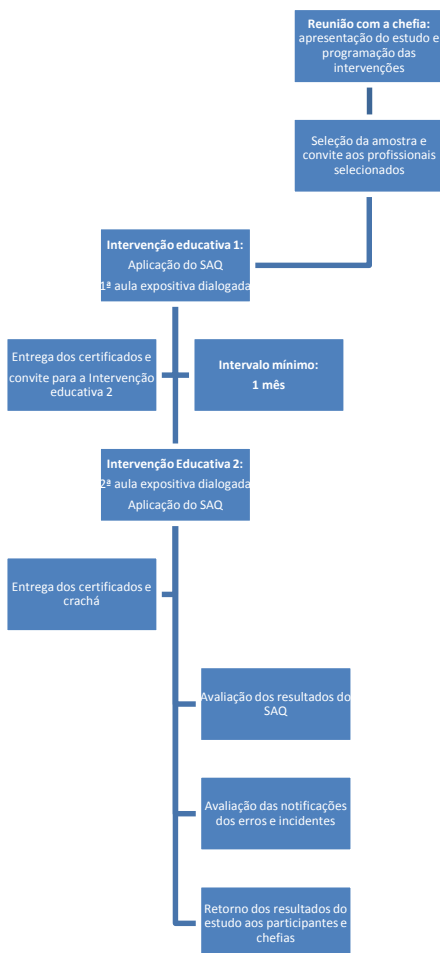 Reunião com a chefia:
apresentação do estudo e
programação das
intervenções
Seleção da amostra e
convite aos profissionais
selecionados
Intervenção educativa 1:
Aplicação do SAQ
1ª aula expositiva dialogada
Entrega dos certificados e
convite para a Intervenção
educativa 2
Intervalo mínimo:
1 mês
Intervenção Educativa 2:
2ª aula expositiva dialogada
Aplicação do SAQ
Entrega dos certificados e
crachá
Avaliação dos resultados do
SAQ
Avaliação das notificações
dos erros e incidentes
Retorno dos resultados do
estudo aos participantes e
chefias